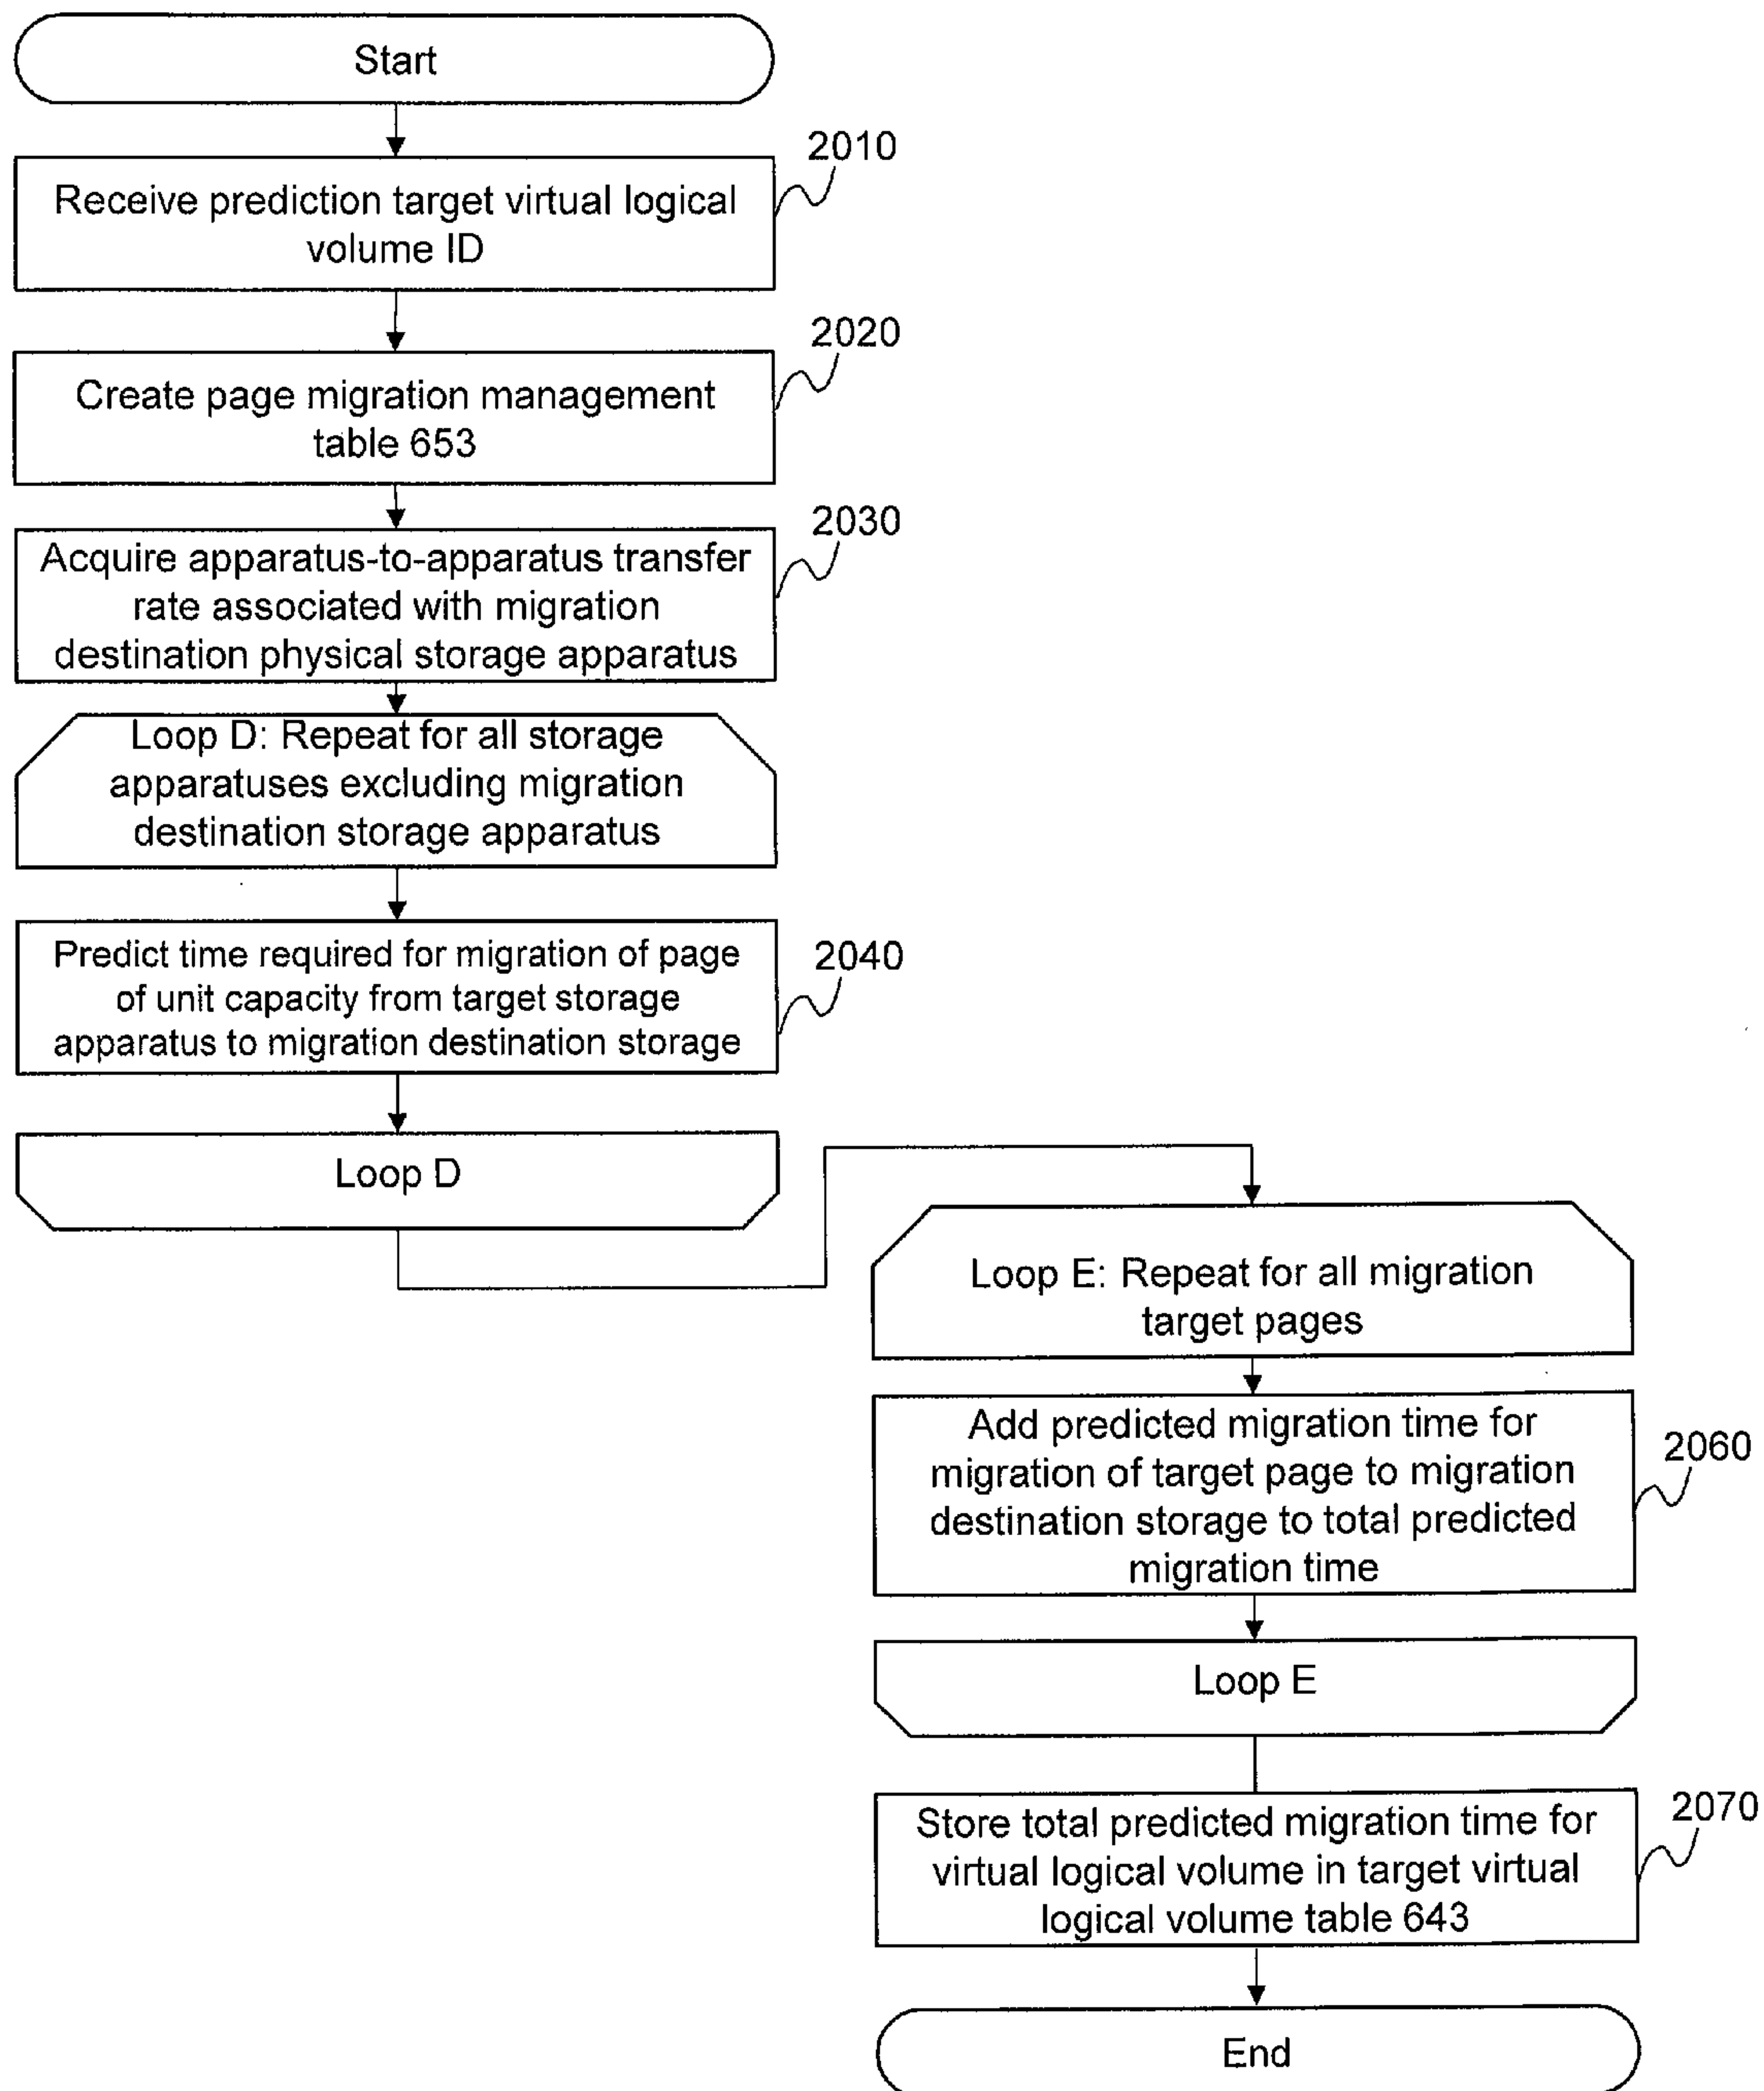 Start
2010
Receive prediction target virtual logical
volume ID
2020
Create page migration management
table 653
2030
Acquire apparatus-to-apparatus transfer
rate associated with migration
destination physical storage apparatus
Loop D: Repeat for all storage
apparatuses excluding migration
destination storage apparatus
2040
Predict time required for migration of page
of unit capacity from target storage
apparatus to migration destination storage
Loop D
Loop E: Repeat for all migration
target pages
2060
Add predicted migration time for
migration of target page to migration
destination storage to total predicted
migration time
Loop E
2070
Store total predicted migration time for
virtual logical volume in target virtual
logical volume table 643
End